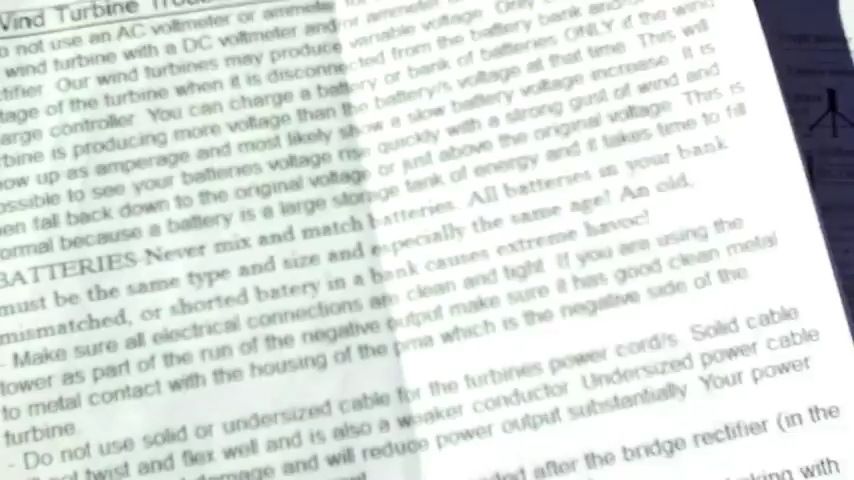 Wind Turbine
o not use an AC voltmeter or ammeter
wind turbine with a DC voltmeter and/or ammeter
ctifier. Our wind turbines may produce variable voltage. Only
tage of the turbine when it is disconnected from the battery bank and
arge controller. You can charge a battery or bank of batteries ONLY if the wind
rbine is producing more voltage than the battery/s voltage at that time. This will
ow up as amperage and most likely show a slow battery voltage increase. It is
ossible to see your batteries voltage rise quickly with a strong gust of wind and
en fall back down to the original voltage or just above the original voltage. This is
ormal because a battery is a large storage tank of energy and it takes time to fill
BATTERIES-Never mix and match batteries. All batteries in your bank
must be the same type and size and especially the same age! An old,
mismatched, or shorted batery in a bank causes extreme havoc!
- Make sure all electrical connections are clean and tight. If you are using the
tower as part of the run of the negative output make sure it has good clean metal
to metal contact with the housing of the pma which is the negative side of the
turbine.
- Do not use solid or undersized cable for the turbines power cord/s. Solid cable
not twist and flex well and is also a weaker conductor. Undersized power cable
damage and will reduce power output substantially. Your power
ded after the bridge rectifier (in the
king with